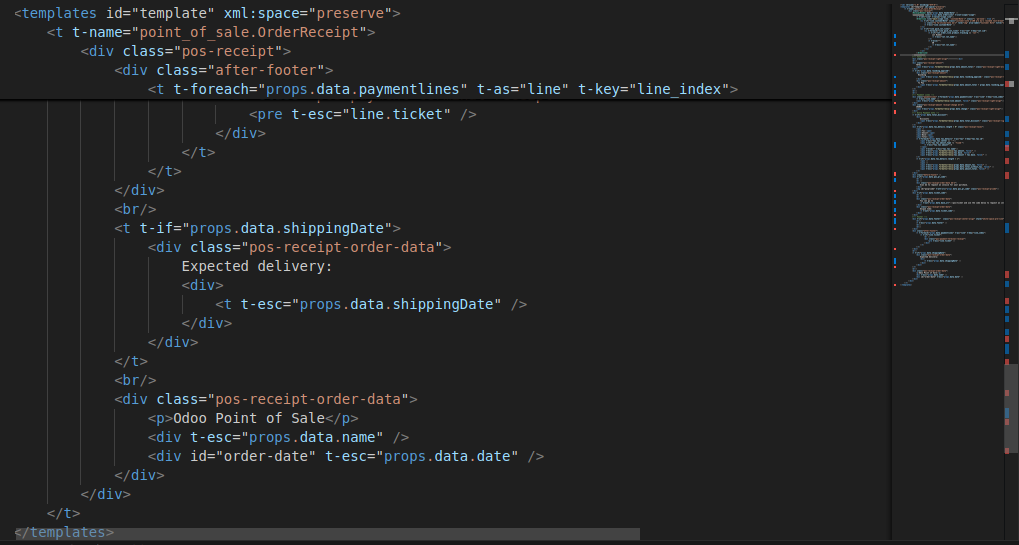 <templates id="template" xml:space="preserve">
<t t-name="point_of_sale.OrderReceipt">
<div class="pos-receipt">
<div class="after-footer">
<t t-foreach="props.data.paymentlines" t-as="line" t-key="line_index">
<pre t-esc="line.ticket" />
</div>
</t>
</t>
</div>
<br/>
<t t-if="props.data.shippingDate">
<div class="pos-receipt-order-data">
Expected delivery:
<div>
<t t-esc="props.data.shippingDate" />
</div>
</div>
</t>
<br/>
<div class="pos-receipt-order-data">
<p>Odoo Point of Sale</p>
<div t-esc="props.data.name" />
<div id="order-date" t-esc="props.data.date" />
</div>
</div>
</t>
</templates>